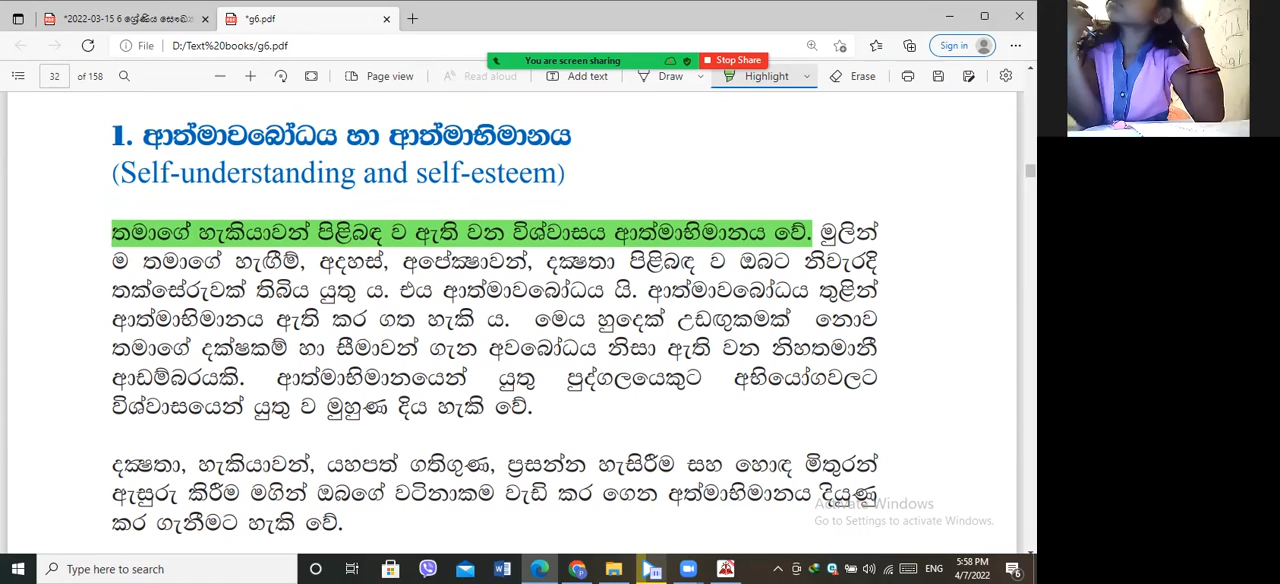 *2022-03-15 6 ශ්‍රේණිය සෞඛ්‍ය
*g6.pdf
File D:/Text%20books/g6.pdf
Sign in
You are screen sharing
Stop Share
32 of 158
Page view
Read aloud
Add text
Draw
Highlight
Erase
1. ආත්මාවබෝධය හා ආත්මාභිමානය
(Self-understanding and self-esteem)
තමාගේ හැකියාවන් පිළිබඳ ව ඇති වන විශ්වාසය ආත්මාභිමානය වේ. මුලින්
ම තමාගේ හැඟීම්, අදහස්, අපේක්‍ෂාවන්, දක්‍ෂතා පිළිබඳ ව ඔබට නිවැරදි
තක්සේරුවක් තිබිය යුතු ය. එය ආත්මාවබෝධය යි. ආත්මාවබෝධය තුළින්
ආත්මාභිමානය ඇති කර ගත හැකි ය. මෙය හුදෙක් උඩඟුකමක් නොව
තමාගේ දක්ෂකම් හා සීමාවන් ගැන අවබෝධය නිසා ඇති වන නිහතමානී
ආඩම්බරයකි. ආත්මාභිමානයෙන් යුතු පුද්ගලයෙකුට අභියෝගවලට
විශ්වාසයෙන් යුතු ව මුහුණ දිය හැකි වේ.
දක්‍ෂතා, හැකියාවන්, යහපත් ගතිගුණ, ප්‍රසන්න හැසිරීම සහ හොඳ මිතුරන්
ඇසුරු කිරීම මගින් ඔබගේ වටිනාකම වැඩි කර ගෙන අත්මාභිමානය දියුණු
කර ගැනීමට හැකි වේ.
Activate Windows
Go to Settings to activate Windows.
Type here to search
ENG
5:58 PM
4/7/2022
6